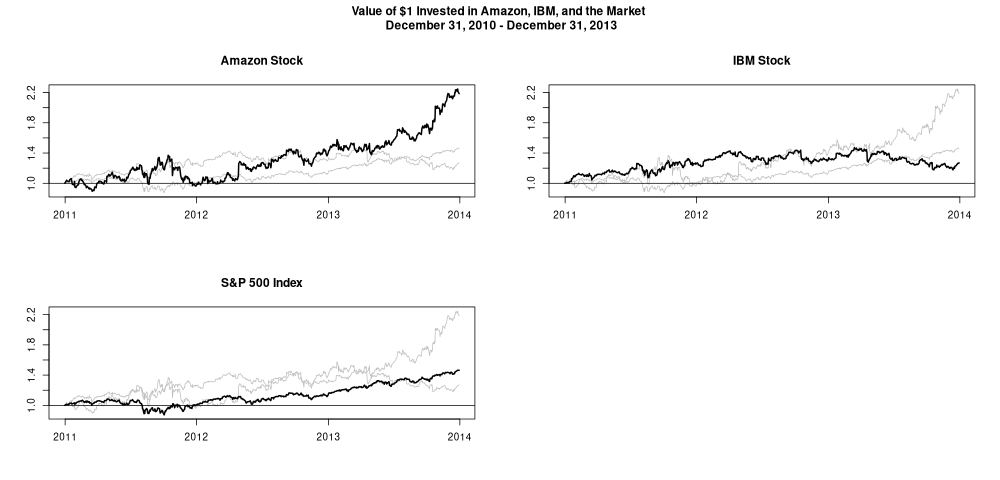 Value of $1 Invested in Amazon, IBM, and the Market
December 31, 2010 - December 31, 2013
Amazon Stock
2.2
1.8
1.4
1.0
2011 2012 2013 2014
IBM Stock
2.2
1.8
1.4
1.0
2011 2012 2013 2014
S&P 500 Index
2.2
1.8
1.4
1.0
2011 2012 2013 2014